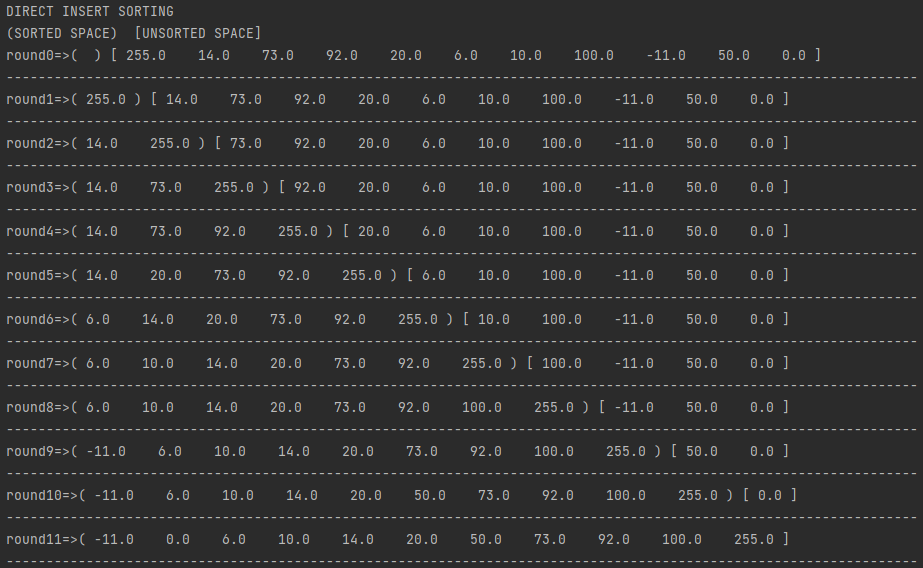 DIRECT INSERT SORTING
(SORTED SPACE)  [UNSORTED SPACE]
round0=>(  ) [ 255.0    14.0    73.0    92.0    20.0    6.0    10.0    100.0    -11.0    50.0    0.0 ]
------------------------------------------------------------------------------------------------------------------
round1=>( 255.0 ) [ 14.0    73.0    92.0    20.0    6.0    10.0    100.0    -11.0    50.0    0.0 ]
------------------------------------------------------------------------------------------------------------------
round2=>( 14.0    255.0 ) [ 73.0    92.0    20.0    6.0    10.0    100.0    -11.0    50.0    0.0 ]
------------------------------------------------------------------------------------------------------------------
round3=>( 14.0    73.0    255.0 ) [ 92.0    20.0    6.0    10.0    100.0    -11.0    50.0    0.0 ]
------------------------------------------------------------------------------------------------------------------
round4=>( 14.0    73.0    92.0    255.0 ) [ 20.0    6.0    10.0    100.0    -11.0    50.0    0.0 ]
------------------------------------------------------------------------------------------------------------------
round5=>( 14.0    20.0    73.0    92.0    255.0 ) [ 6.0    10.0    100.0    -11.0    50.0    0.0 ]
------------------------------------------------------------------------------------------------------------------
round6=>( 6.0    14.0    20.0    73.0    92.0    255.0 ) [ 10.0    100.0    -11.0    50.0    0.0 ]
------------------------------------------------------------------------------------------------------------------
round7=>( 6.0    10.0    14.0    20.0    73.0    92.0    255.0 ) [ 100.0    -11.0    50.0    0.0 ]
------------------------------------------------------------------------------------------------------------------
round8=>( 6.0    10.0    14.0    20.0    73.0    92.0    100.0    255.0 ) [ -11.0    50.0    0.0 ]
------------------------------------------------------------------------------------------------------------------
round9=>( -11.0    6.0    10.0    14.0    20.0    73.0    92.0    100.0    255.0 ) [ 50.0    0.0 ]
------------------------------------------------------------------------------------------------------------------
round10=>( -11.0    6.0    10.0    14.0    20.0    50.0    73.0    92.0    100.0    255.0 ) [ 0.0 ]
------------------------------------------------------------------------------------------------------------------
round11=>( -11.0    0.0    6.0    10.0    14.0    20.0    50.0    73.0    92.0    100.0    255.0 ]
------------------------------------------------------------------------------------------------------------------